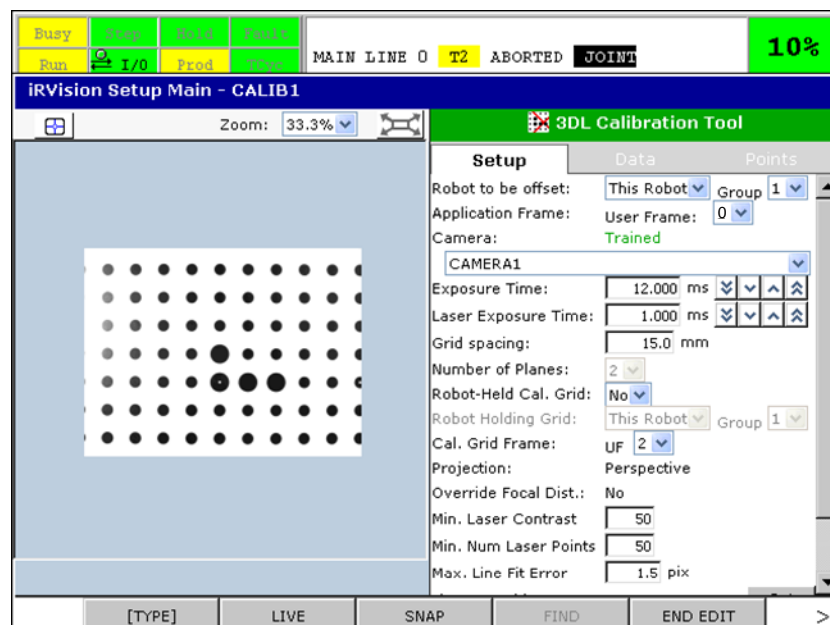 Busy Step Hold Fault
Run I/O Prod TCyc
MAIN LINE 0 T2 ABORTED JOINT
10%
iRVision Setup Main - CALIB1
Zoom: 33.3%
3DL Calibration Tool
Setup Data Points
Robot to be offset: This Robot Group 1
Application Frame: User Frame: 0
Camera: Trained
CAMERA1
Exposure Time: 12.000 ms
Laser Exposure Time: 1.000 ms
Grid spacing: 15.0 mm
Number of Planes: 2
Robot-Held Cal. Grid: No
Robot Holding Grid: This Robot Group 1
Cal. Grid Frame: UF 2
Projection: Perspective
Override Focal Dist.: No
Min. Laser Contrast 50
Min. Num Laser Points 50
Max. Line Fit Error 1.5 pix
[TYPE] LIVE SNAP FIND END EDIT >